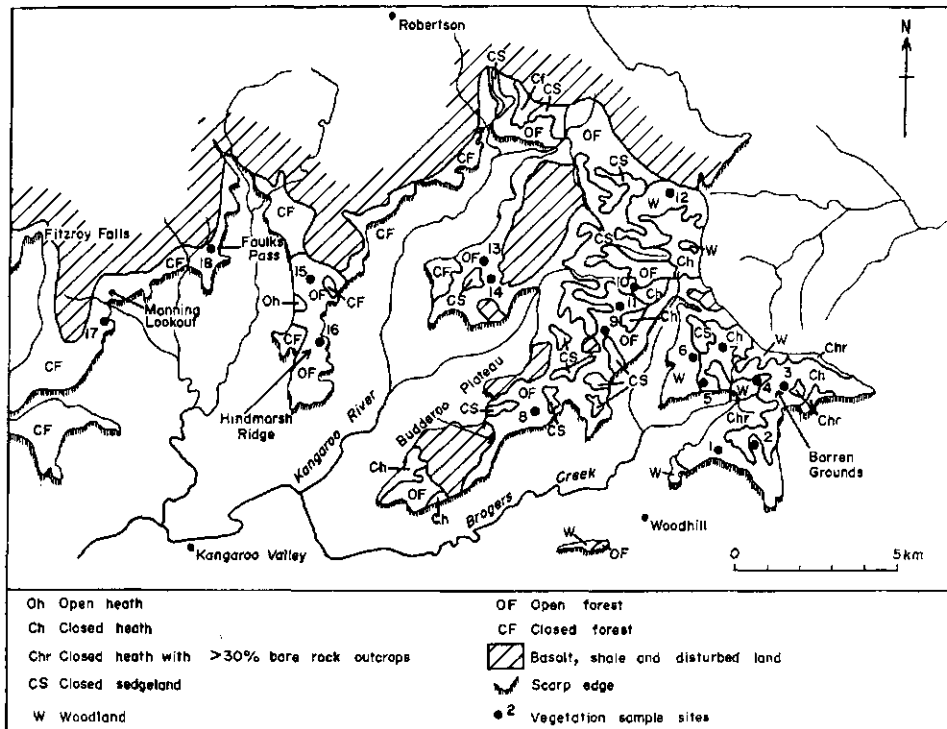 Robertson
N
CS
Cf
CS
OF
OF
CF
CS
W
12
CF
CF
Fitzroy Falls
CF
18
Faulks Pass
Manning Lookout
17
CF
CF
15
OF
Oh
CF
CF
16
OF
Hindmarsh Ridge
13
OF
CF
14
CS
CS
W
Ch
OF
10
Ch
11
Ch
9
OF
CS
CS
CS
Ch
7
6
W
5
W
Chr
W
4
3
Ch
Chr
Chr
Barren Grounds
1
2
W
Kangaroo River
Budderoo Plateau
CS
OF
8
CS
Ch
OF
Ch
Brogers Creek
Woodhill
W
OF
Kangaroo Valley
0
5km
Oh Open heath
Ch Closed heath
Chr Closed heath with >30% bare rock outcrops
CS Closed sedgeland
W Woodland
OF Open forest
CF Closed forest
Basalt, shale and disturbed land
Scarp edge
2 Vegetation sample sites